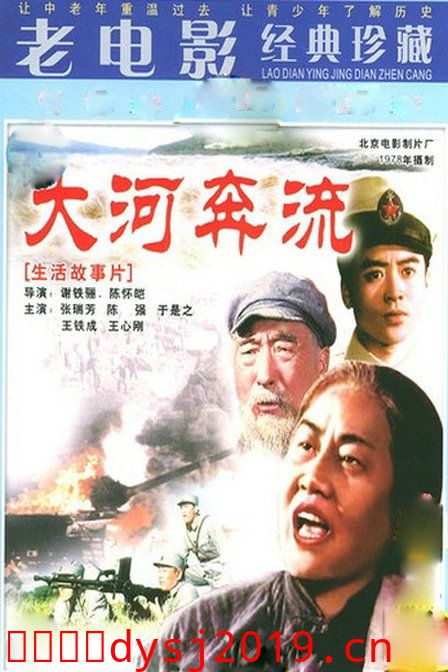 让中老年重温过去 让青少年了解历史
老电影 经典珍藏
LAO DIAN YING JING DIAN ZHEN CANG
北京电影制片厂
1978年摄制
大河奔流
[生活故事片]
导演：谢铁骊．陈怀皑
主演：张瑞芳 陈 强 于是之
王铁成 王心刚
dysj2019.cn